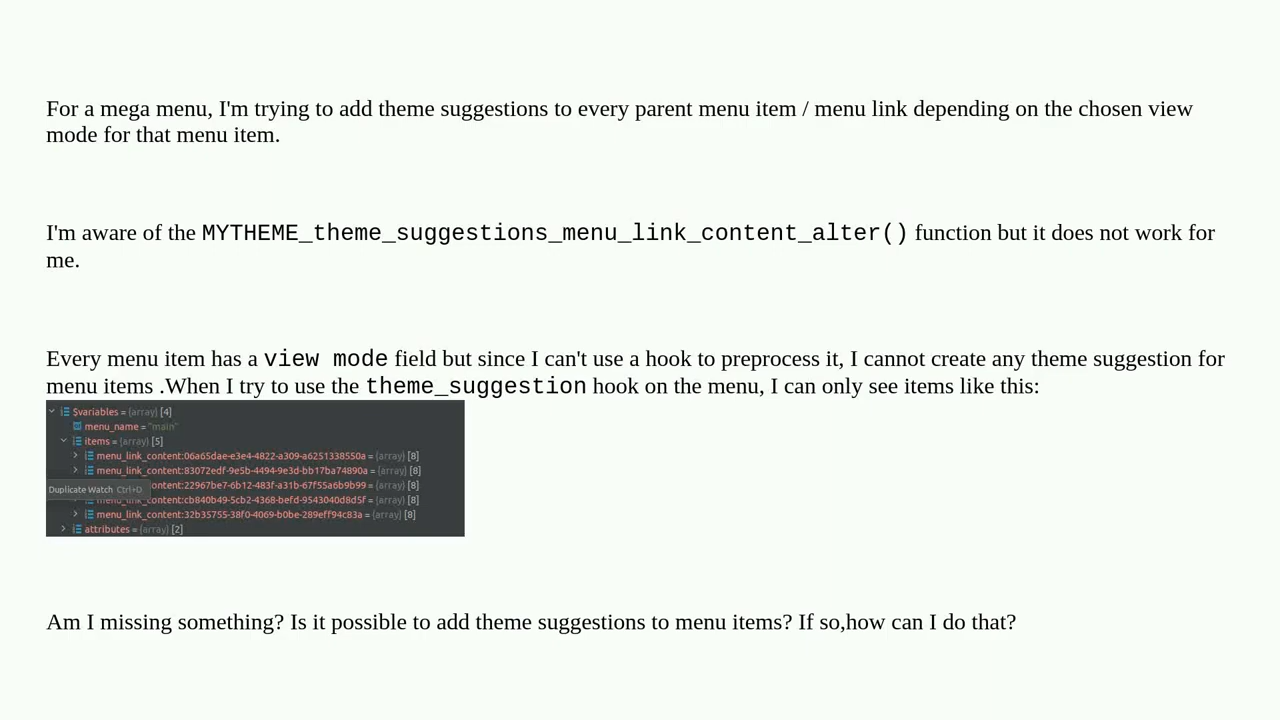 For a mega menu, I'm trying to add theme suggestions to every parent menu item / menu link depending on the chosen view
mode for that menu item.
I'm aware of the MYTHEME_theme_suggestions_menu_link_content_alter() function but it does not work for
me.
Every menu item has a view mode field but since I can't use a hook to preprocess it, I cannot create any theme suggestion for
menu items .When I try to use the theme_suggestion hook on the menu, I can only see items like this:
$variables = {array} [4]
menu_name = "main"
items = {array} [5]
menu_link_content:06a65dae-e3e4-4822-a309-a6251338550a = {array} [8]
menu_link_content:83072edf-9e5b-4494-9e3d-bb17ba74890a = {array} [8]
ontent:22967be7-6b12-483f-a31b-67f55a6b9b99 = {array} [8]
Duplicate Watch Ctrl+D
menu_link_content:cb840b49-5cb2-4368-befd-9543040d8d5f = {array} [8]
menu_link_content:32b35755-38f0-4069-b0be-289eff94c83a = {array} [8]
attributes = {array} [2]
Am I missing something? Is it possible to add theme suggestions to menu items? If so,how can I do that?